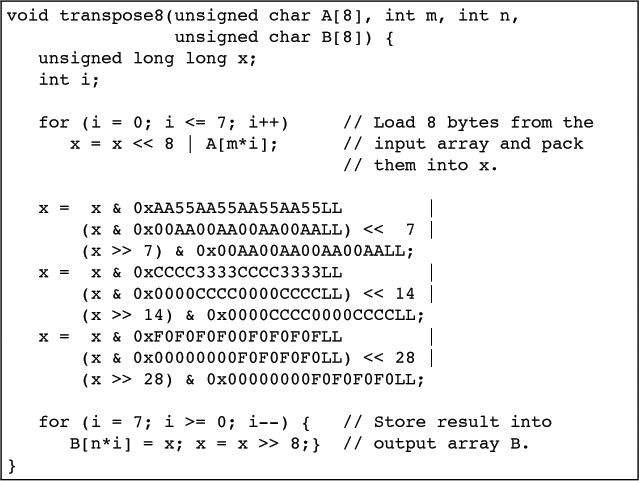 void transpose8(unsigned char A[8], int m, int n,
                unsigned char B[8]) {
   unsigned long long x;
   int i;

   for (i = 0; i <= 7; i++)     // Load 8 bytes from the
      x = x << 8 | A[m*i];      // input array and pack
                                // them into x.

   x =  x & 0xAA55AA55AA55AA55LL        |
       (x & 0x00AA00AA00AA00AALL) <<  7 |
       (x >> 7) & 0x00AA00AA00AA00AALL;
   x =  x & 0xCCCC3333CCCC3333LL        |
       (x & 0x0000CCCC0000CCCCLL) << 14 |
       (x >> 14) & 0x0000CCCC0000CCCCLL;
   x =  x & 0xF0F0F0F00F0F0F0FLL        |
       (x & 0x00000000F0F0F0F0LL) << 28 |
       (x >> 28) & 0x00000000F0F0F0F0LL;

   for (i = 7; i >= 0; i--) {   // Store result into
      B[n*i] = x; x = x >> 8;}  // output array B.
}